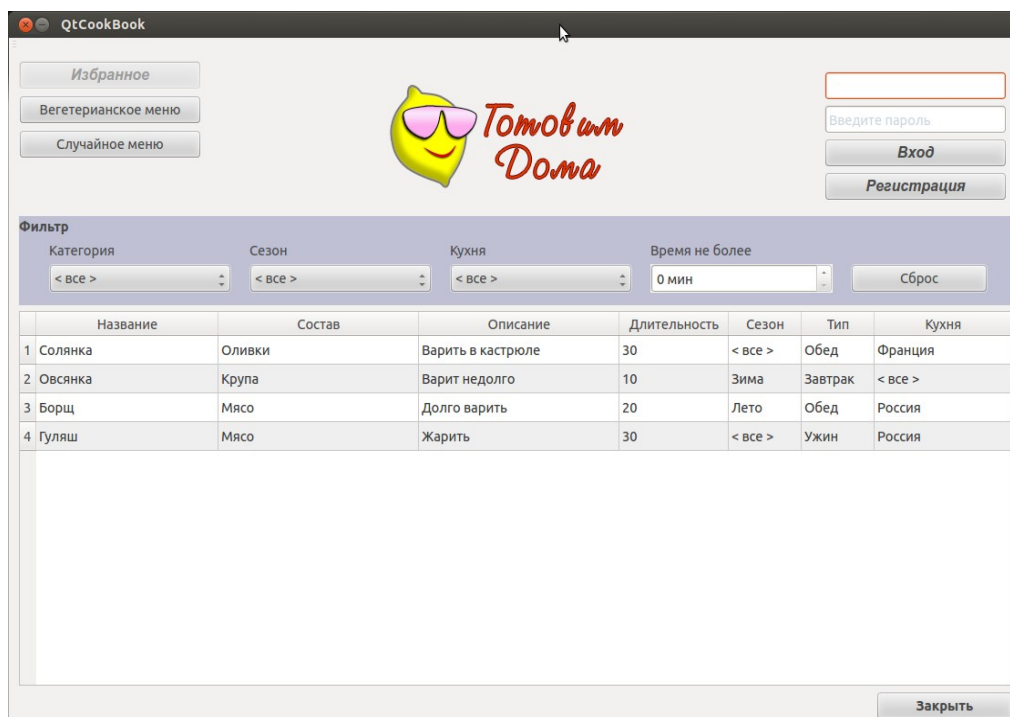 QtCookBook
Избранное
Вегетерианское меню
Случайное меню
Готовим
Дома
Введите пароль
Вход
Регистрация
Фильтр
Категория Сезон Кухня Время не более
< все > < все > < все > 0 мин Сброс
Название Состав Описание Длительность Сезон Тип Кухня
1 Солянка Оливки Варить в кастрюле 30 < все > Обед Франция
2 Овсянка Крупа Варит недолго 10 Зима Завтрак < все >
3 Борщ Мясо Долго варить 20 Лето Обед Россия
4 Гуляш Мясо Жарить 30 < все > Ужин Россия
Закрыть